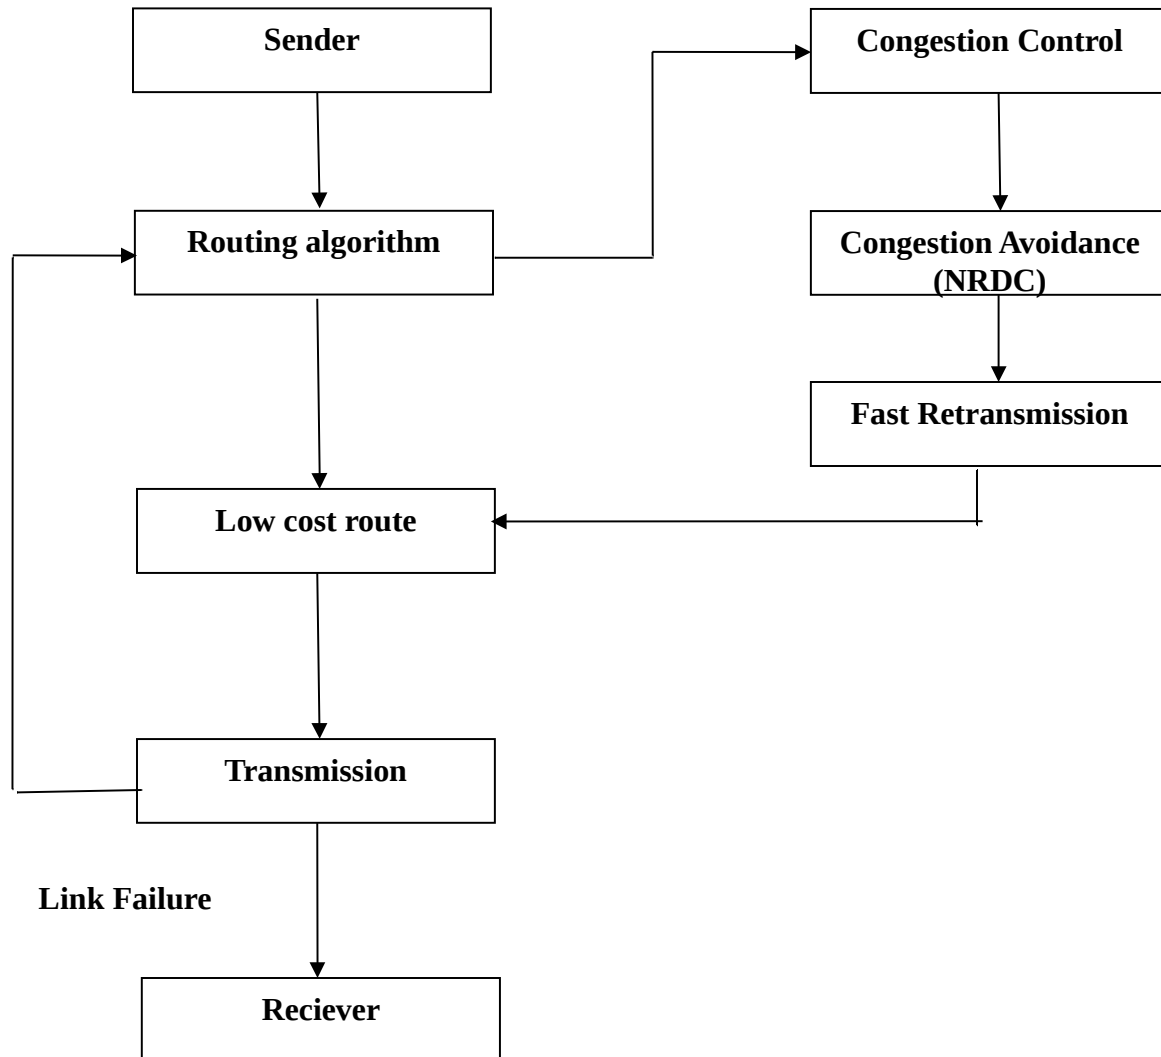 Sender
Congestion Control
Routing algorithm
Congestion Avoidance
(NRDC)
Fast Retransmission
Low cost route
Transmission
Link Failure
Reciever